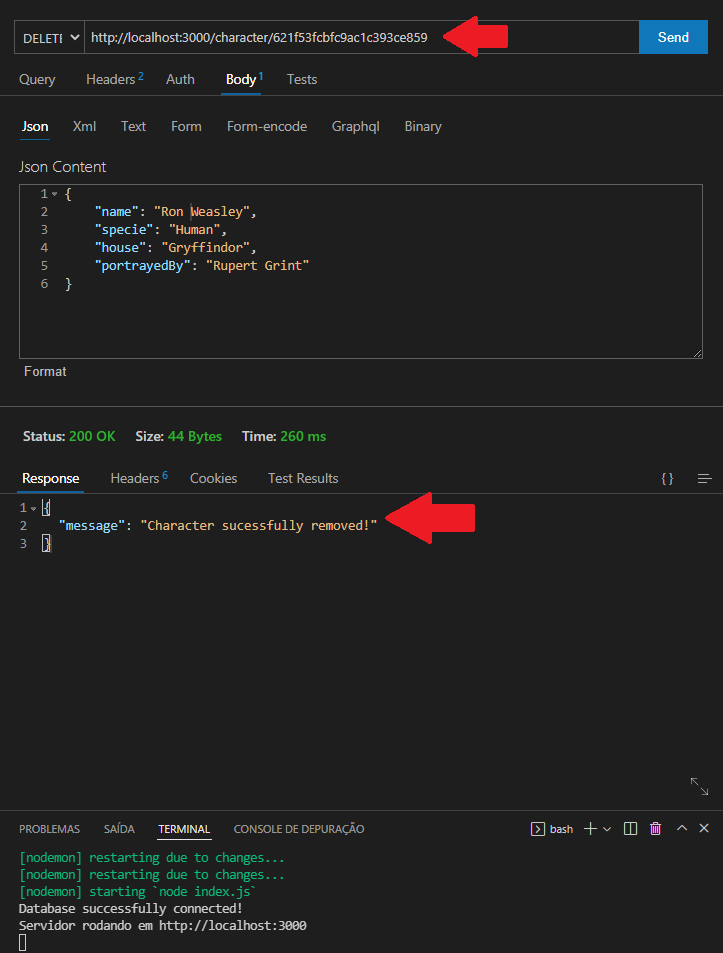 DELETE http://localhost:3000/character/621f53fcbfc9ac1c393ce859 Send
Query Headers 2 Auth Body 1 Tests
Json Xml Text Form Form-encode Graphql Binary
Json Content
1 {
2 "name": "Ron Weasley",
3 "specie": "Human",
4 "house": "Gryffindor",
5 "portrayedBy": "Rupert Grint"
6 }
Format
Status: 200 OK Size: 44 Bytes Time: 260 ms
Response Headers 6 Cookies Test Results {}
1 {
2 "message": "Character sucessfully removed!"
3 }
PROBLEMAS SAÍDA TERMINAL CONSOLE DE DEPURAÇÃO bash
[nodemon] restarting due to changes...
[nodemon] restarting due to changes...
[nodemon] starting `node index.js`
Database successfully connected!
Servidor rodando em http://localhost:3000